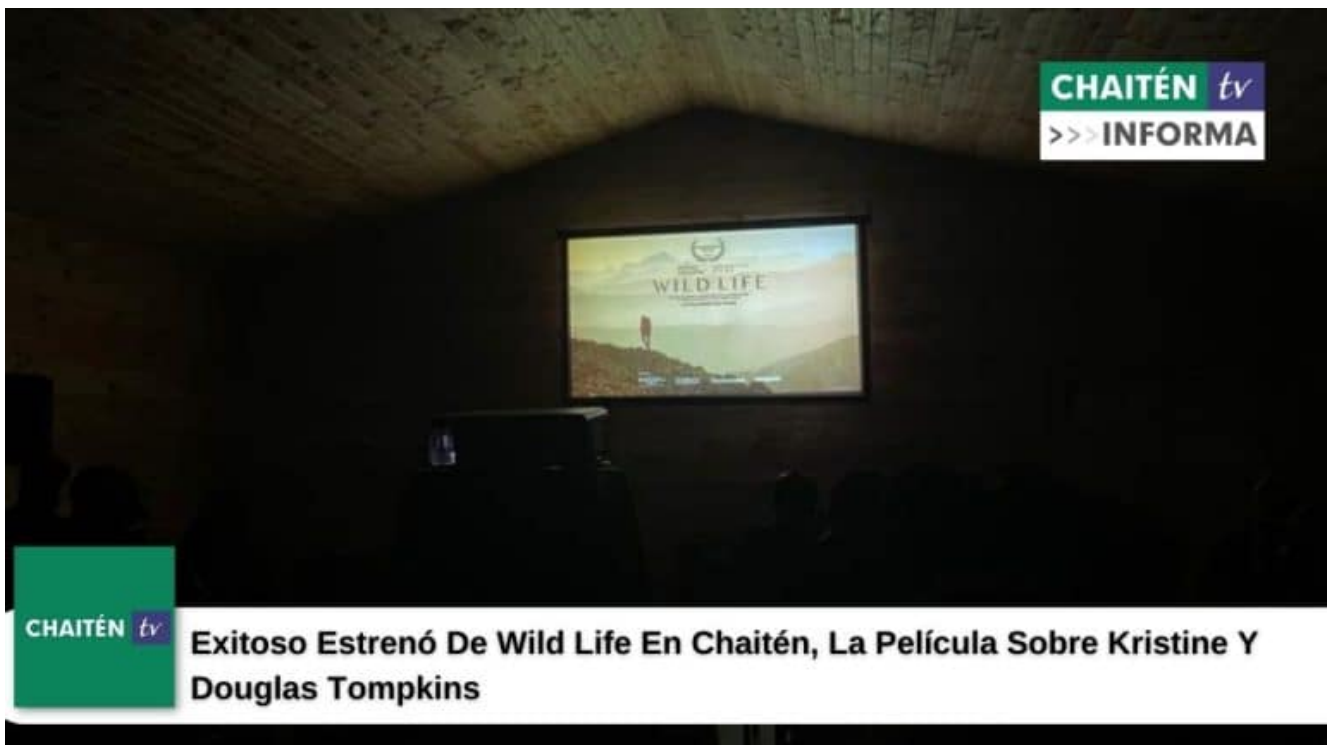 CHAITÉN tv
>>>INFORMA
WILD LIFE
CHAITÉN tv
Exitoso Estrenó De Wild Life En Chaitén, La Película Sobre Kristine Y
Douglas Tompkins